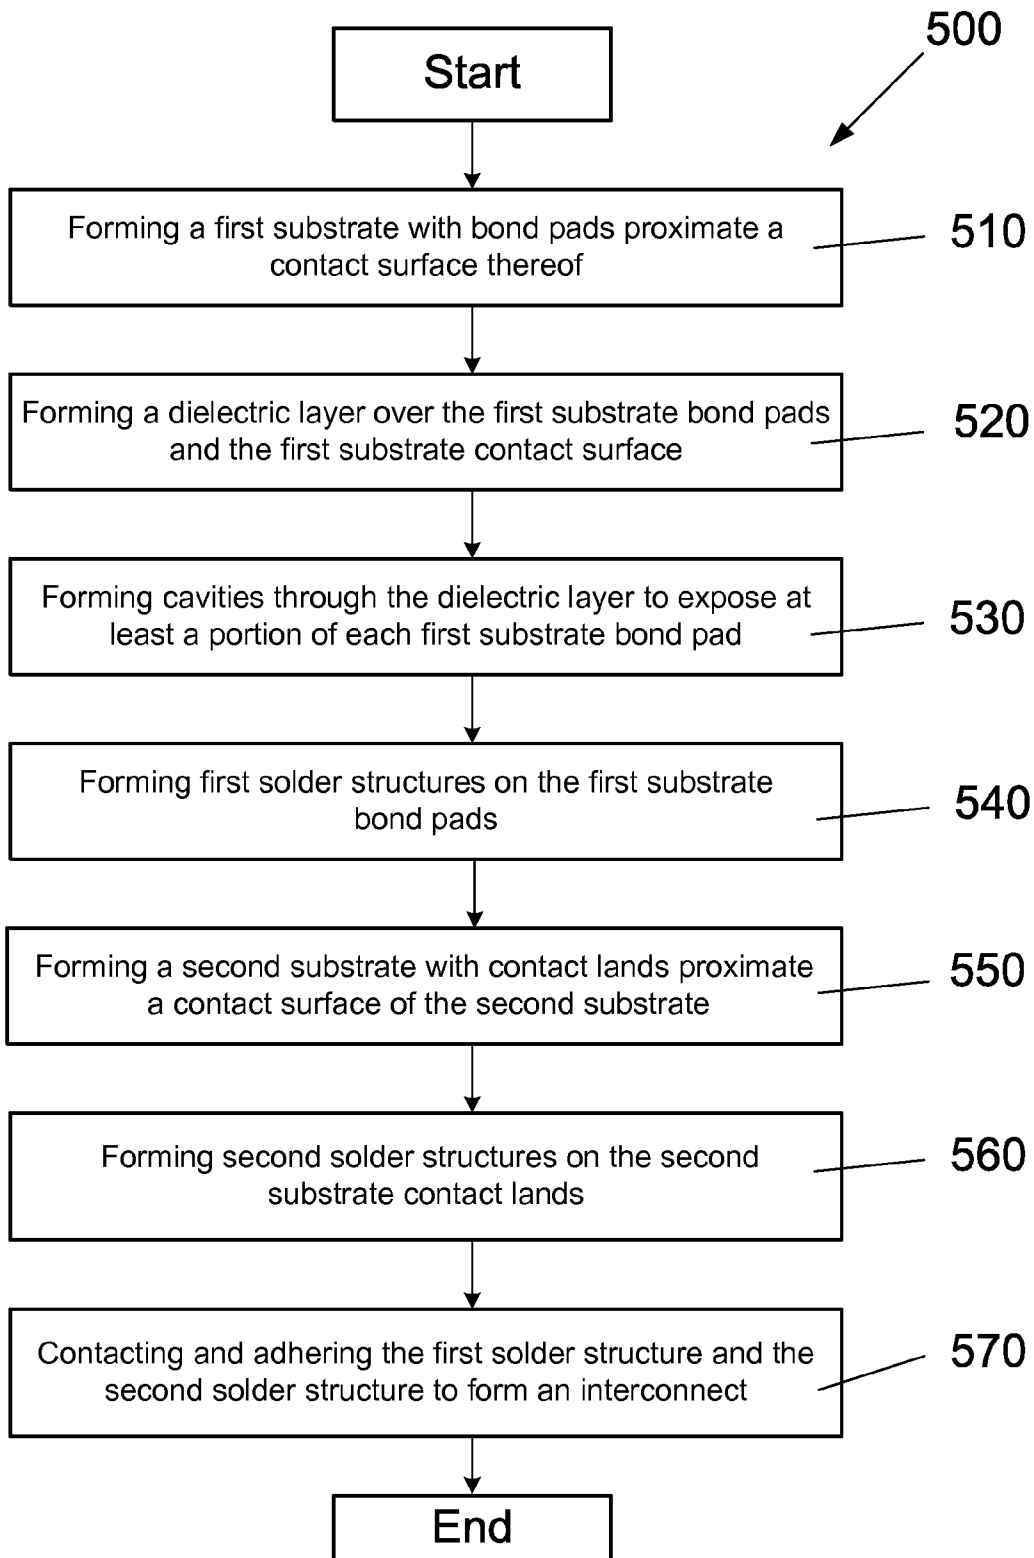 500
Start
Forming a first substrate with bond pads proximate a
contact surface thereof
510
Forming a dielectric layer over the first substrate bond pads
and the first substrate contact surface
520
Forming cavities through the dielectric layer to expose at
least a portion of each first substrate bond pad
530
Forming first solder structures on the first substrate
bond pads
540
Forming a second substrate with contact lands proximate
a contact surface of the second substrate
550
Forming second solder structures on the second
substrate contact lands
560
Contacting and adhering the first solder structure and the
second solder structure to form an interconnect
570
End